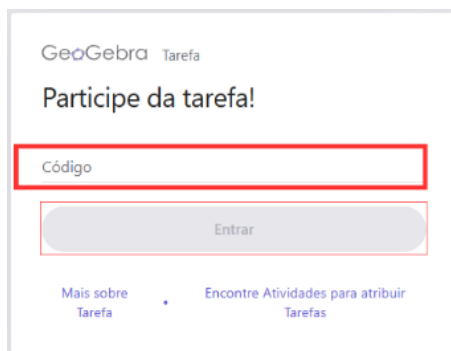 GeoGebra Tarefa
Participe da tarefa!
Código
Entrar
Mais sobre Tarefa • Encontre Atividades para atribuir Tarefas